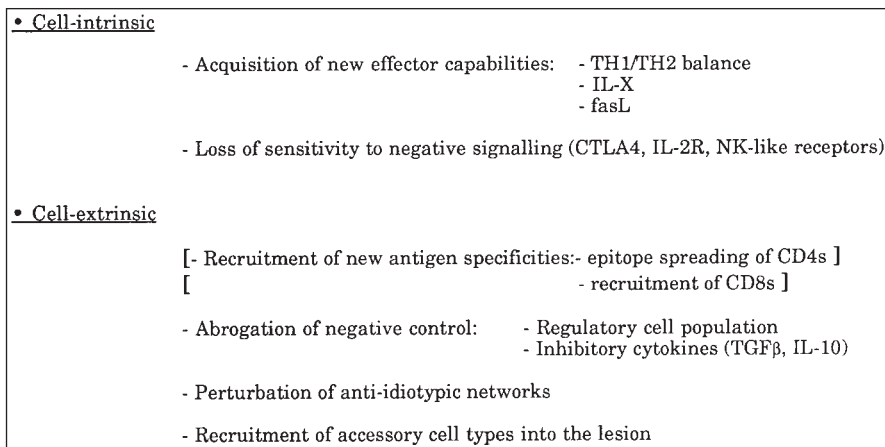 • Cell-intrinsic
- Acquisition of new effector capabilities: - TH1/TH2 balance
- IL-X
- fasL
- Loss of sensitivity to negative signalling (CTLA4, IL-2R, NK-like receptors)
• Cell-extrinsic
[- Recruitment of new antigen specificities:- epitope spreading of CD4s ]
[ - recruitment of CD8s ]
- Abrogation of negative control: - Regulatory cell population
- Inhibitory cytokines (TGFβ, IL-10)
- Perturbation of anti-idiotypic networks
- Recruitment of accessory cell types into the lesion